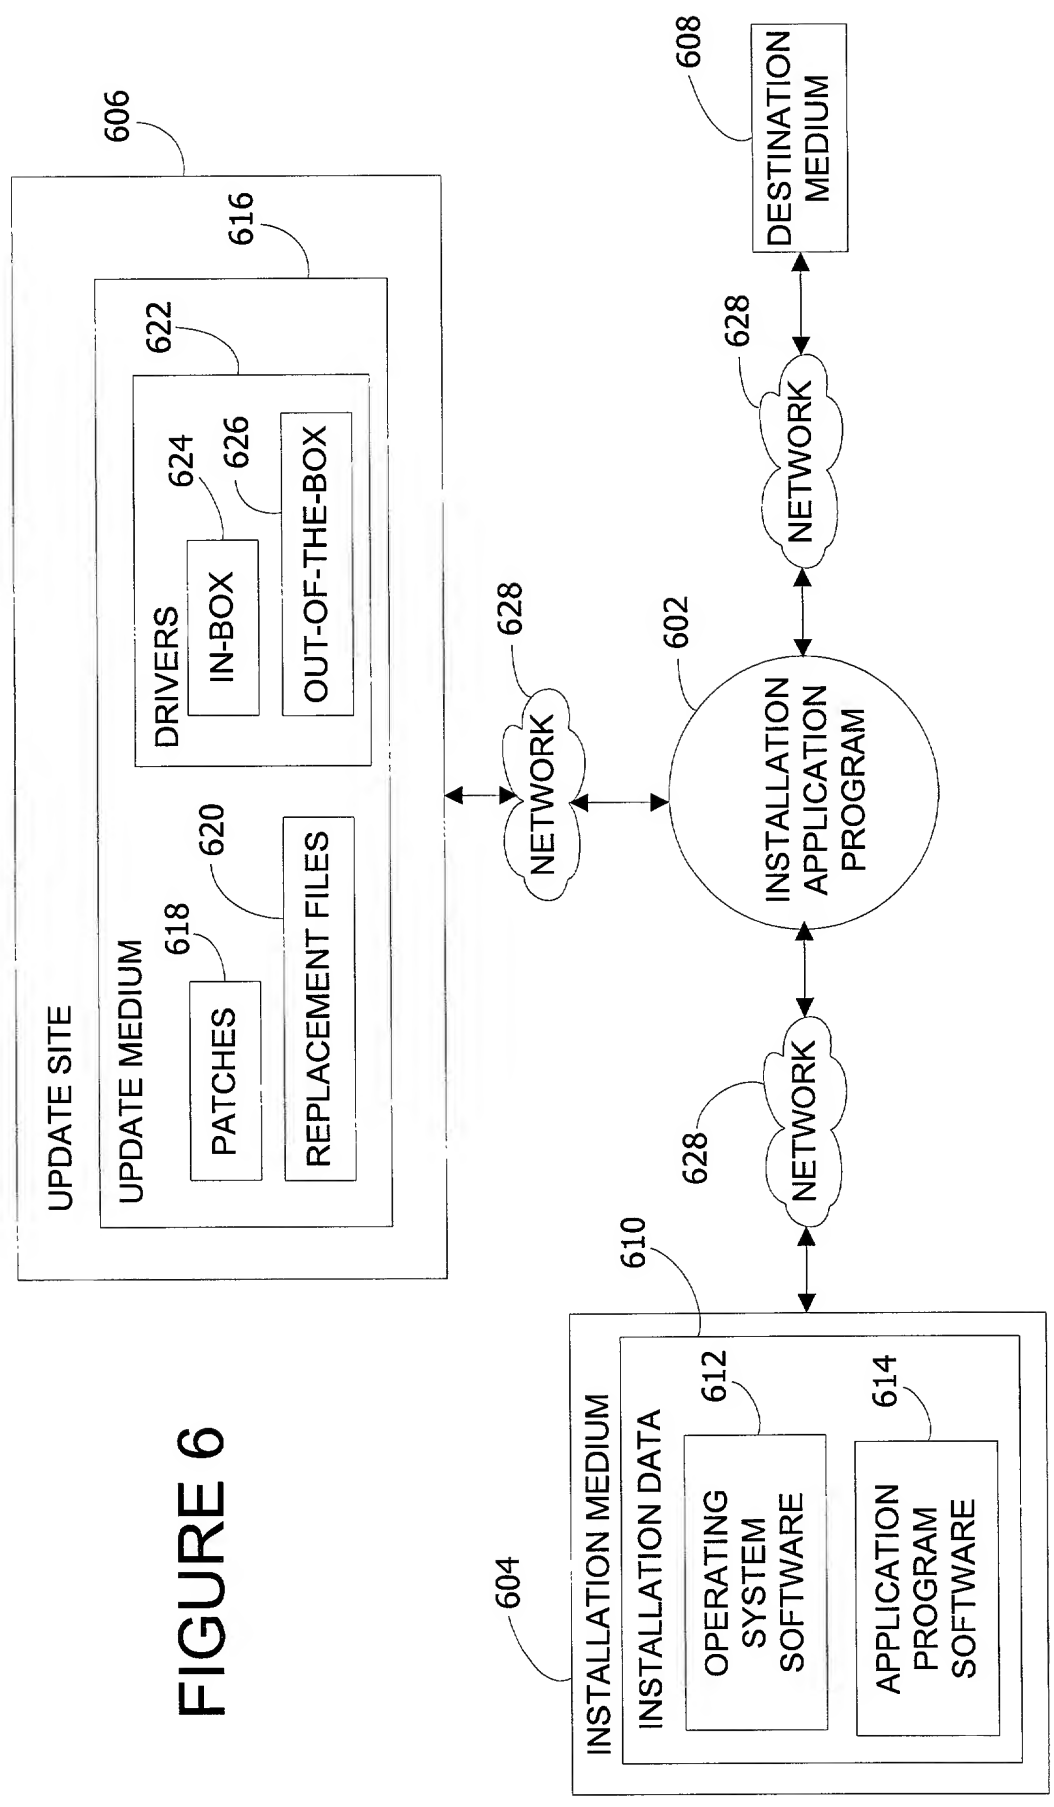 606
UPDATE SITE
616
UPDATE MEDIUM
622
DRIVERS
618
PATCHES
624
IN-BOX
620
REPLACEMENT FILES
626
OUT-OF-THE-BOX
628
NETWORK
604
INSTALLATION MEDIUM
610
INSTALLATION DATA
612
OPERATING
SYSTEM
SOFTWARE
614
APPLICATION
PROGRAM
SOFTWARE
628
NETWORK
602
INSTALLATION
APPLICATION
PROGRAM
628
NETWORK
608
DESTINATION
MEDIUM
FIGURE 6